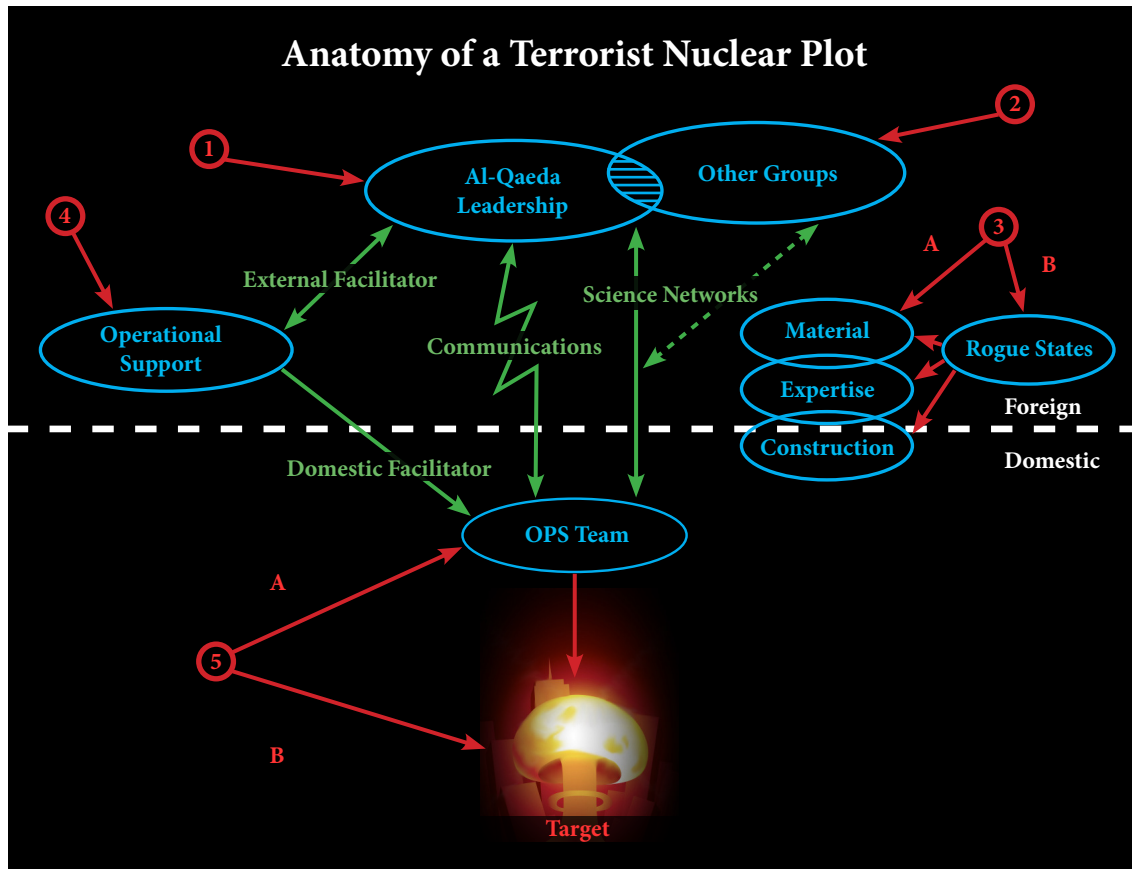 Anatomy of a Terrorist Nuclear Plot
2
1
Other Groups
Al-Qaeda
Leadership
4
3
A
B
External Facilitator
Science Networks
Operational
Support
Communications
Material
Rogue States
Expertise
Foreign
Construction
Domestic
Domestic Facilitator
OPS Team
A
5
B
Target